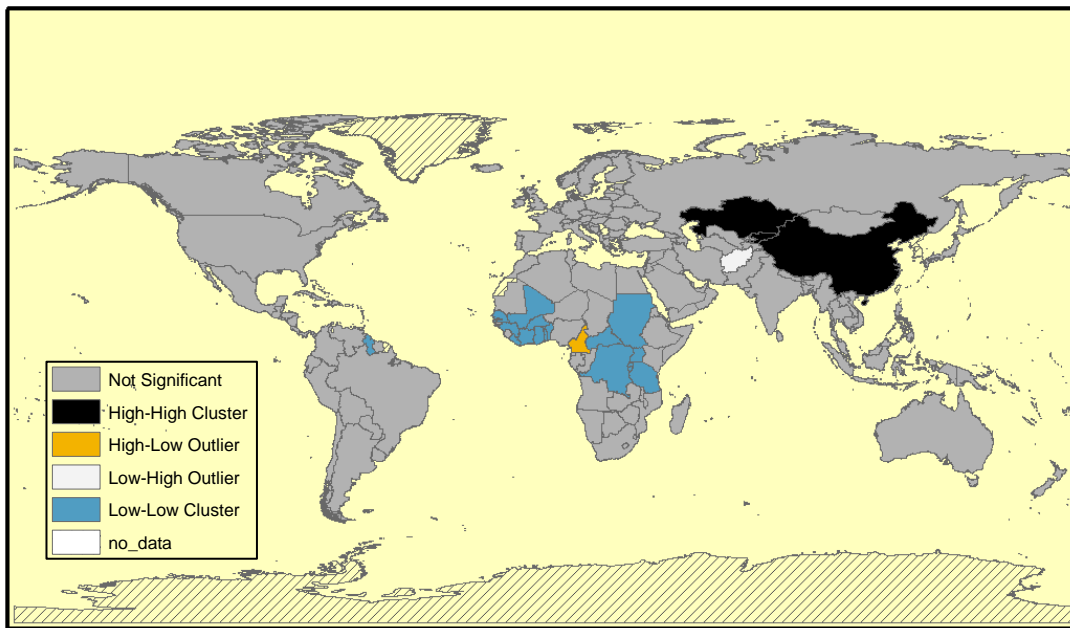 Not Significant
High-High Cluster
High-Low Outlier
Low-High Outlier
Low-Low Cluster
no_data